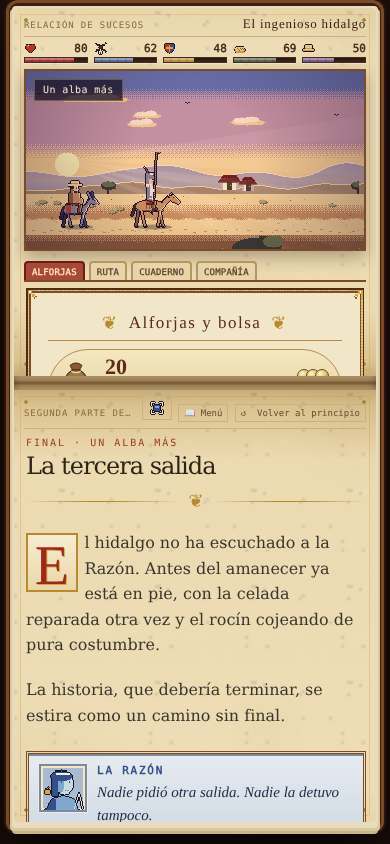 RELACIÓN DE SUCESOS
El ingenioso hidalgo
80 62 48 69 50
Un alba más
ALFORJAS RUTA CUADERNO COMPAÑÍA
Alforjas y bolsa
20
SEGUNDA PARTE DE… Menú Volver al principio
FINAL · UN ALBA MÁS
La tercera salida
El hidalgo no ha escuchado a la
Razón. Antes del amanecer ya
está en pie, con la celada
reparada otra vez y el rocín cojeando de
pura costumbre.
La historia, que debería terminar, se
estira como un camino sin final.
LA RAZÓN
Nadie pidió otra salida. Nadie la detuvo
tampoco.